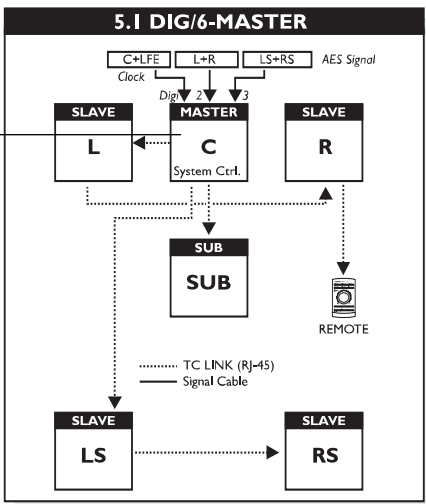 5.1 DIG/6-MASTER
C+LFE L+R LS+RS AES Signal
Clock
Digi 2 3
SLAVE MASTER SLAVE
L C R
System Ctrl.
SUB
SUB
REMOTE
TC LINK (RJ-45)
Signal Cable
SLAVE SLAVE
LS RS